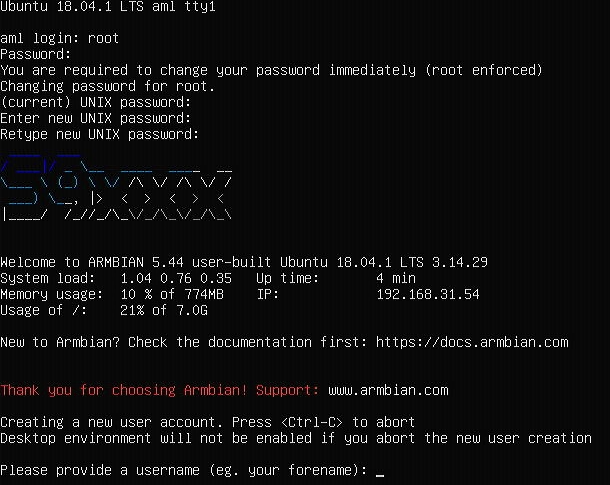 Ubuntu 18.04.1 LTS aml tty1
aml login: root
Password:
You are required to change your password immediately (root enforced)
Changing password for root.
(current) UNIX password:
Enter new UNIX password:
Retype new UNIX password:
S9xxx
Welcome to ARMBIAN 5.44 user-built Ubuntu 18.04.1 LTS 3.14.29
System load: 1.04 0.76 0.35 Up time: 4 min
Memory usage: 10 % of 774MB IP: 192.168.31.54
Usage of /: 21% of 7.0G
New to Armbian? Check the documentation first: https://docs.armbian.com
Thank you for choosing Armbian! Support: www.armbian.com
Creating a new user account. Press <Ctrl-C> to abort
Desktop environment will not be enabled if you abort the new user creation
Please provide a username (eg. your forename): _